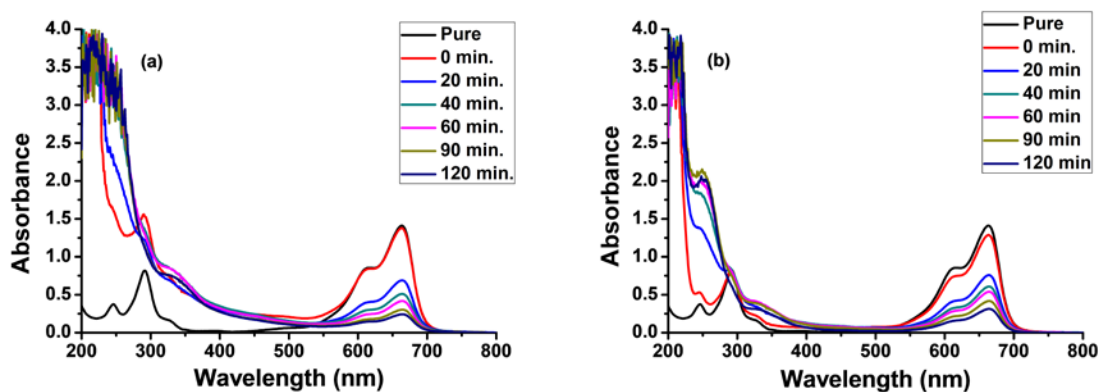 (a)
Pure
0 min.
20 min.
40 min.
60 min.
90 min.
120 min.
4.0
3.5
3.0
2.5
2.0
1.5
1.0
0.5
0.0
Absorbance
200 300 400 500 600 700 800
Wavelength (nm)
(b)
Pure
0 min.
20 min
40 min.
60 min
90 min.
120 min
4.0
3.5
3.0
2.5
2.0
1.5
1.0
0.5
0.0
Absorbance
200 300 400 500 600 700 800
Wavelength (nm)